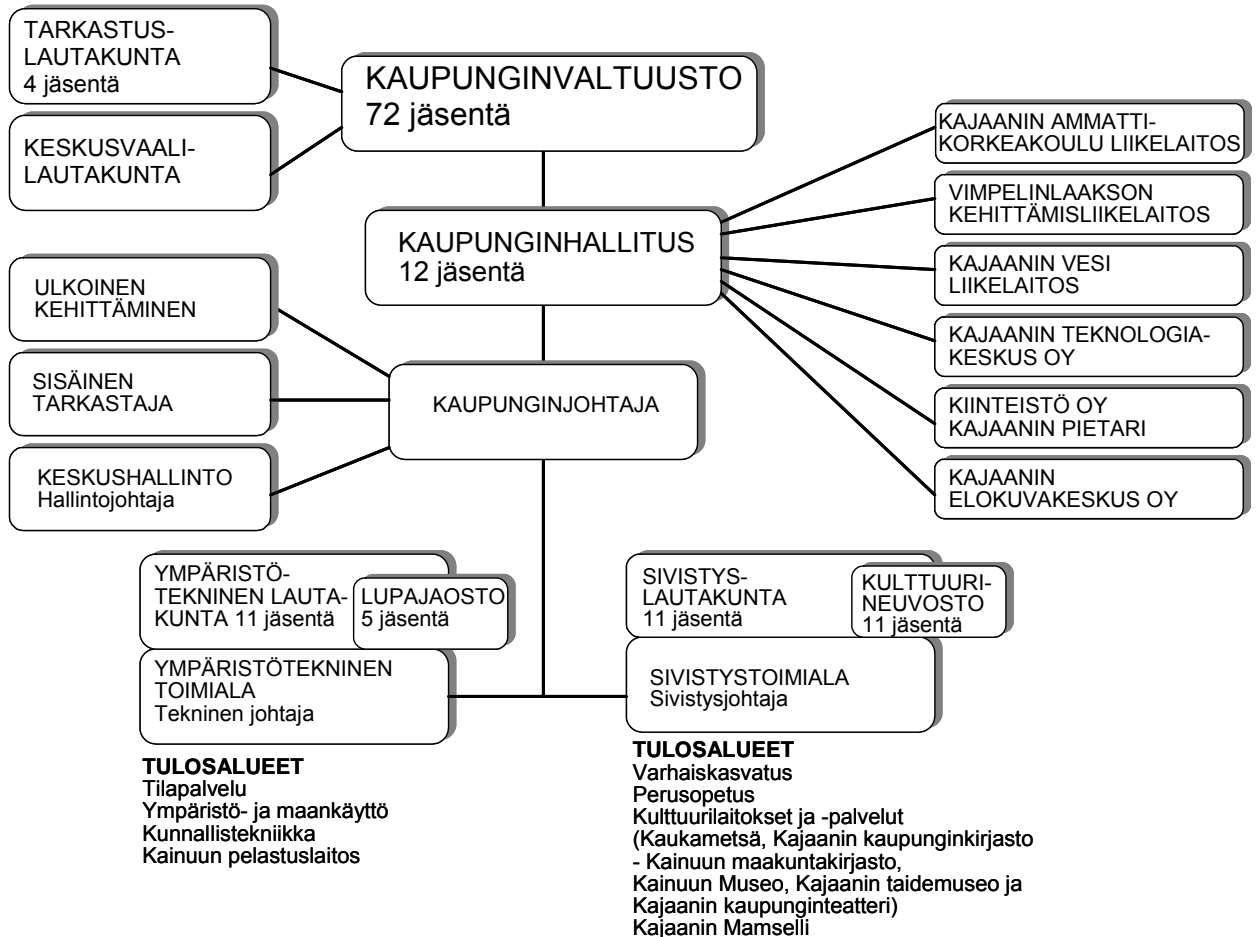 TARKASTUS-
LAUTAKUNTA
4 jäsentä
KESKUSVAALI-
LAUTAKUNTA
KAUPUNGINVALTUUSTO
72 jäsentä
KAUPUNGINHALLITUS
12 jäsentä
KAJAANIN AMMATTI-
KORKEAKOULU LIIKELAITOS
VIMPELINLAAKSON
KEHITTÄMISLIIKELAITOS
KAJAANIN VESI
LIIKELAITOS
KAJAANIN TEKNOLOGIA-
KESKUS OY
KIINTEISTÖ OY
KAJAANIN PIETARI
KAJAANIN
ELOKUVAKESKUS OY
ULKOINEN
KEHITTÄMINEN
SISÄINEN
TARKASTAJA
KESKUSHALLINTO
Hallintojohtaja
KAUPUNGINJOHTAJA
YMPÄRISTÖ-
TEKNINEN LAUTA-
KUNTA 11 jäsentä
LUPAJAOSTO
5 jäsentä
YMPÄRISTÖTEKNINEN
TOIMIALA
Tekninen johtaja
TULOSALUEET
Tilapalvelu
Ympäristö- ja maankäyttö
Kunnallistekniikka
Kainuun pelastuslaitos
SIVISTYS-
LAUTAKUNTA
11 jäsentä
KULTTUURI-
NEUVOSTO
11 jäsentä
SIVISTYSTOIMIALA
Sivistysjohtaja
TULOSALUEET
Varhaiskasvatus
Perusopetus
Kulttuurilaitokset ja -palvelut
(Kaukametsä, Kajaanin kaupunginkirjasto
- Kainuun maakuntakirjasto,
Kainuun Museo, Kajaanin taidemuseo ja
Kajaanin kaupunginteatteri)
Kajaanin Mamselli